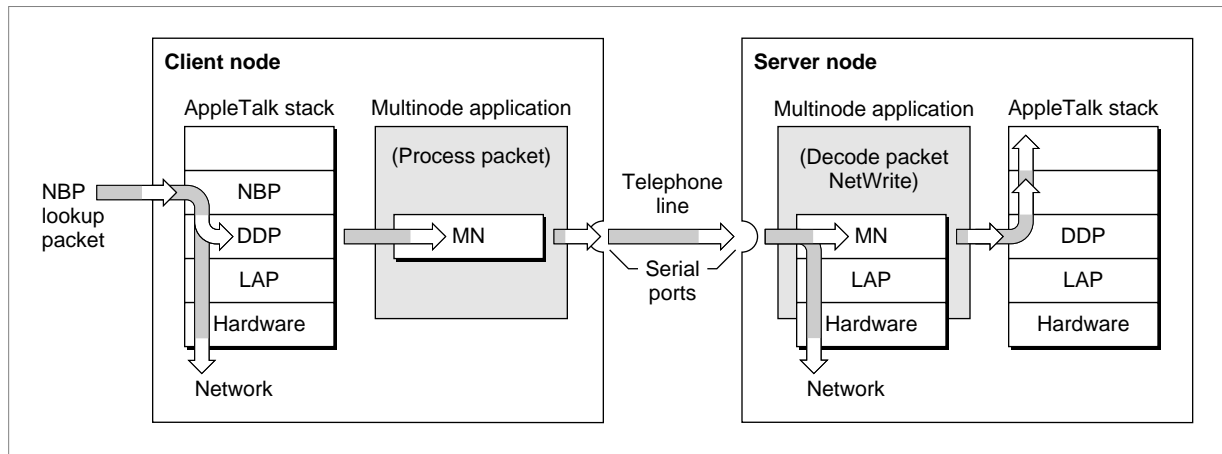 Client node
AppleTalk stack
Multinode application
(Process packet)
NBP
lookup
packet
NBP
DDP
LAP
Hardware
MN
Network
Telephone
line
Serial
ports
Server node
Multinode application
AppleTalk stack
(Decode packet
NetWrite)
MN
LAP
Hardware
DDP
LAP
Hardware
Network